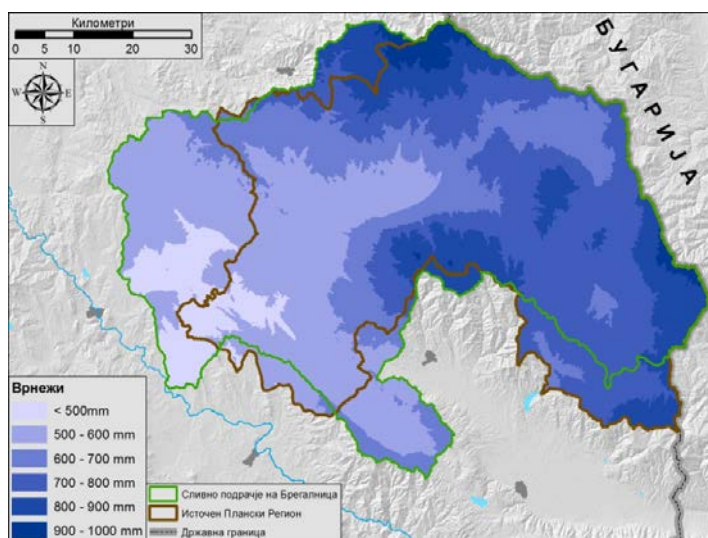 Километри
0 5 10 20 30
N
W E
S
БУГАРИЈА
Врнежи
< 500mm
500 - 600 mm
600 - 700 mm
700 - 800 mm
800 - 900 mm
900 - 1000 mm
Сливно подрачје на Брегалница
Источен Плански Регион
Државна граница